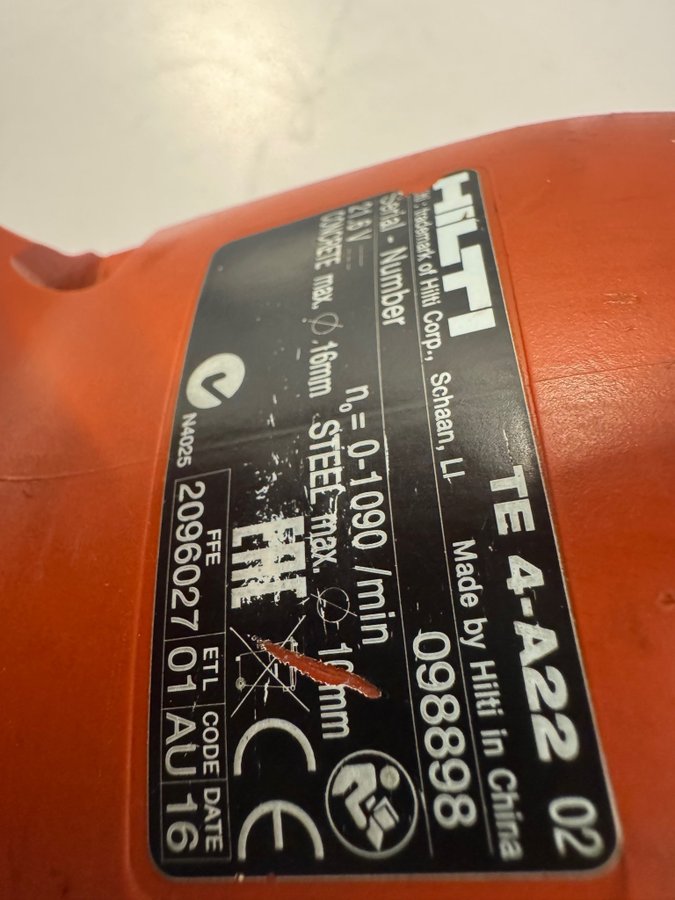 HILTI TE 4-A22 02
®: trademark of Hilti Corp., Schaan, LI Made by Hilti in China
Serial - Number 098898
21.6 V n₀= 0-1090 /min
CONCRETE max. Ø 16mm STEEL max. Ø mm
N4025 EAC CE
FFE ETL CODE DATE
2096027 01 AU 16